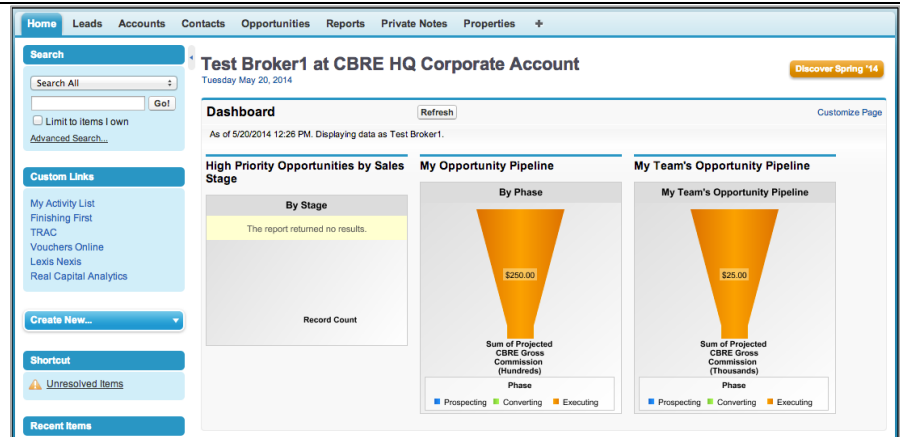 Home Leads Accounts Contacts Opportunities Reports Private Notes Properties +
Search
Search All
Go!
Limit to items I own
Advanced Search...
Custom Links
My Activity List
Finishing First
TRAC
Vouchers Online
Lexis Nexis
Real Capital Analytics
Create New...
Shortcut
Unresolved Items
Recent Items
Test Broker1 at CBRE HQ Corporate Account
Tuesday May 20, 2014
Discover Spring '14
Dashboard
Refresh
Customize Page
As of 5/20/2014 12:26 PM. Displaying data as Test Broker1.
High Priority Opportunities by Sales
Stage
By Stage
The report returned no results.
Record Count
My Opportunity Pipeline
By Phase
$250.00
Sum of Projected
CBRE Gross
Commission
(Hundreds)
Phase
Prospecting Converting Executing
My Team's Opportunity Pipeline
My Team's Opportunity Pipeline
$25.00
Sum of Projected
CBRE Gross
Commission
(Thousands)
Phase
Prospecting Converting Executing